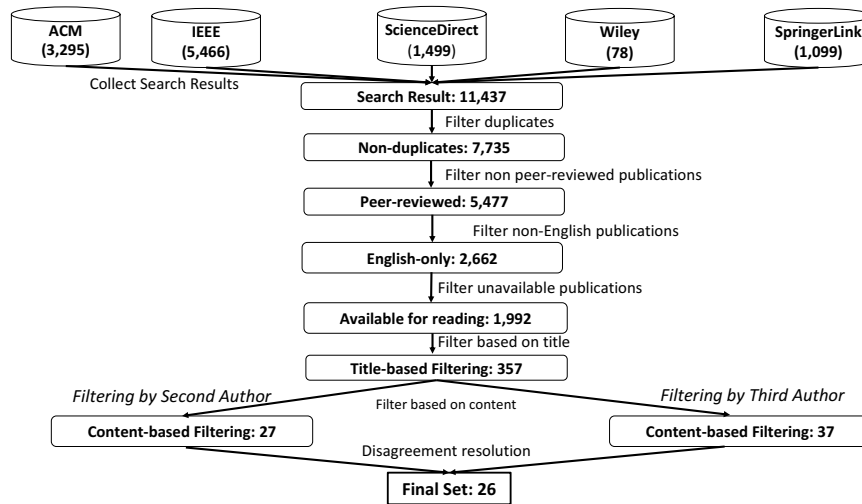 ACM
(3,295)
IEEE
(5,466)
ScienceDirect
(1,499)
Wiley
(78)
SpringerLink
(1,099)
Collect Search Results
Search Result: 11,437
Filter duplicates
Non-duplicates: 7,735
Filter non peer-reviewed publications
Peer-reviewed: 5,477
Filter non-English publications
English-only: 2,662
Filter unavailable publications
Available for reading: 1,992
Filter based on title
Title-based Filtering: 357
Filtering by Second Author
Filter based on content
Filtering by Third Author
Content-based Filtering: 27
Content-based Filtering: 37
Disagreement resolution
Final Set: 26